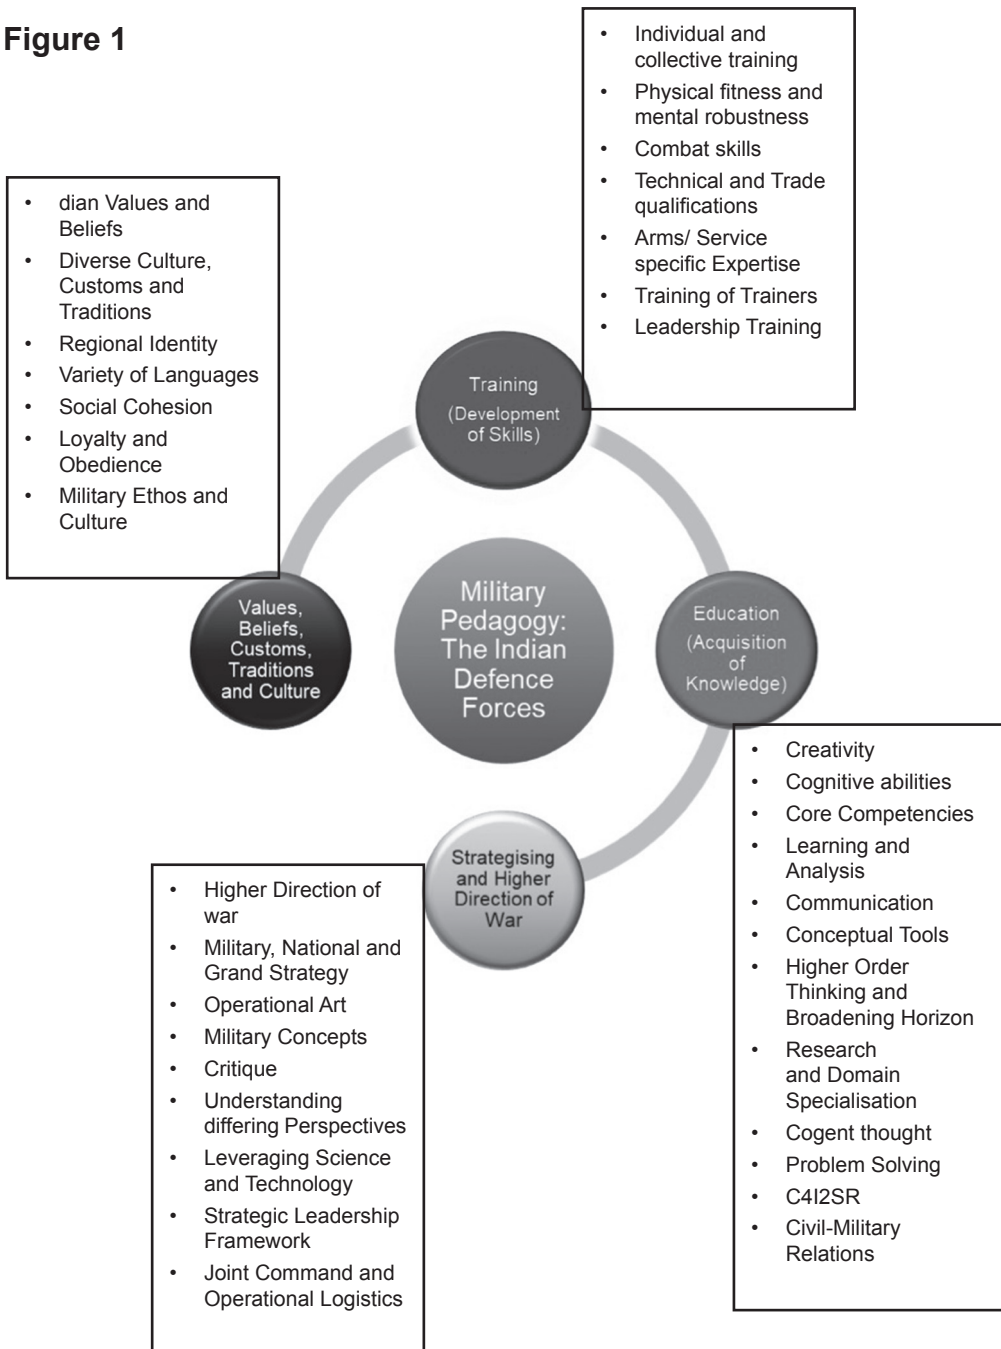 Figure 1
• Individual and
collective training
• Physical fitness and
mental robustness
• Combat skills
• Technical and Trade
qualifications
• Arms/ Service
specific Expertise
• Training of Trainers
• Leadership Training
• dian Values and
Beliefs
• Diverse Culture,
Customs and
Traditions
• Regional Identity
• Variety of Languages
• Social Cohesion
• Loyalty and
Obedience
• Military Ethos and
Culture
Training
(Development
of Skills)
Values,
Beliefs,
Customs,
Traditions
and Culture
Military
Pedagogy:
The Indian
Defence
Forces
Education
(Acquisition
of
Knowledge)
Strategising
and Higher
Direction of
War
• Higher Direction of
war
• Military, National and
Grand Strategy
• Operational Art
• Military Concepts
• Critique
• Understanding
differing Perspectives
• Leveraging Science
and Technology
• Strategic Leadership
Framework
• Joint Command and
Operational Logistics
• Creativity
• Cognitive abilities
• Core Competencies
• Learning and
Analysis
• Communication
• Conceptual Tools
• Higher Order
Thinking and
Broadening Horizon
• Research
and Domain
Specialisation
• Cogent thought
• Problem Solving
• C4I2SR
• Civil-Military
Relations